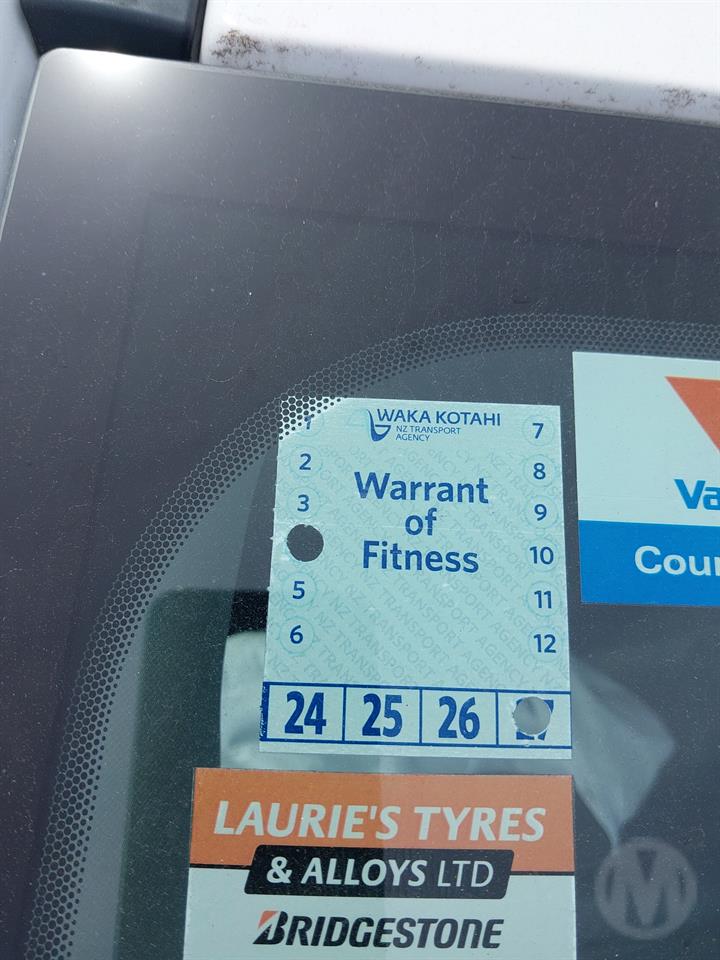 WAKA KOTAHI
NZ TRANSPORT
AGENCY
1
2
3
5
6
7
8
9
10
11
12
Warrant
of
Fitness
24 25 26
Va
Cour
LAURIE'S TYRES
& ALLOYS LTD
BRIDGESTONE
M